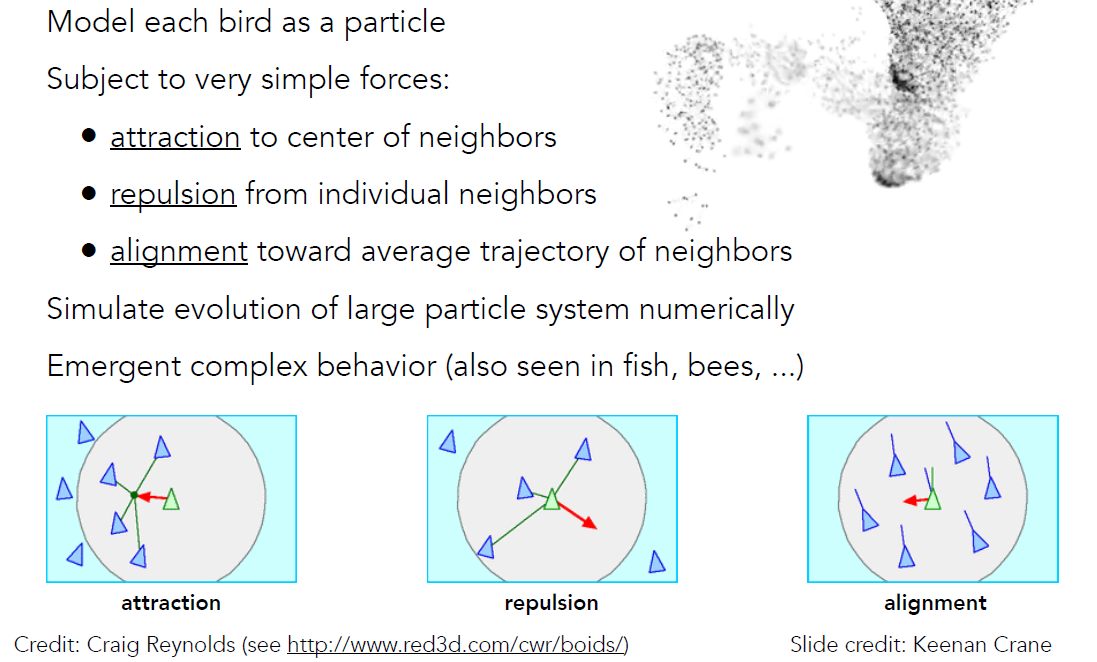 Model each bird as a particle
Subject to very simple forces:
● attraction to center of neighbors
● repulsion from individual neighbors
● alignment toward average trajectory of neighbors
Simulate evolution of large particle system numerically
Emergent complex behavior (also seen in fish, bees, ...)
attraction
repulsion
alignment
Credit: Craig Reynolds (see http://www.red3d.com/cwr/boids/)
Slide credit: Keenan Crane